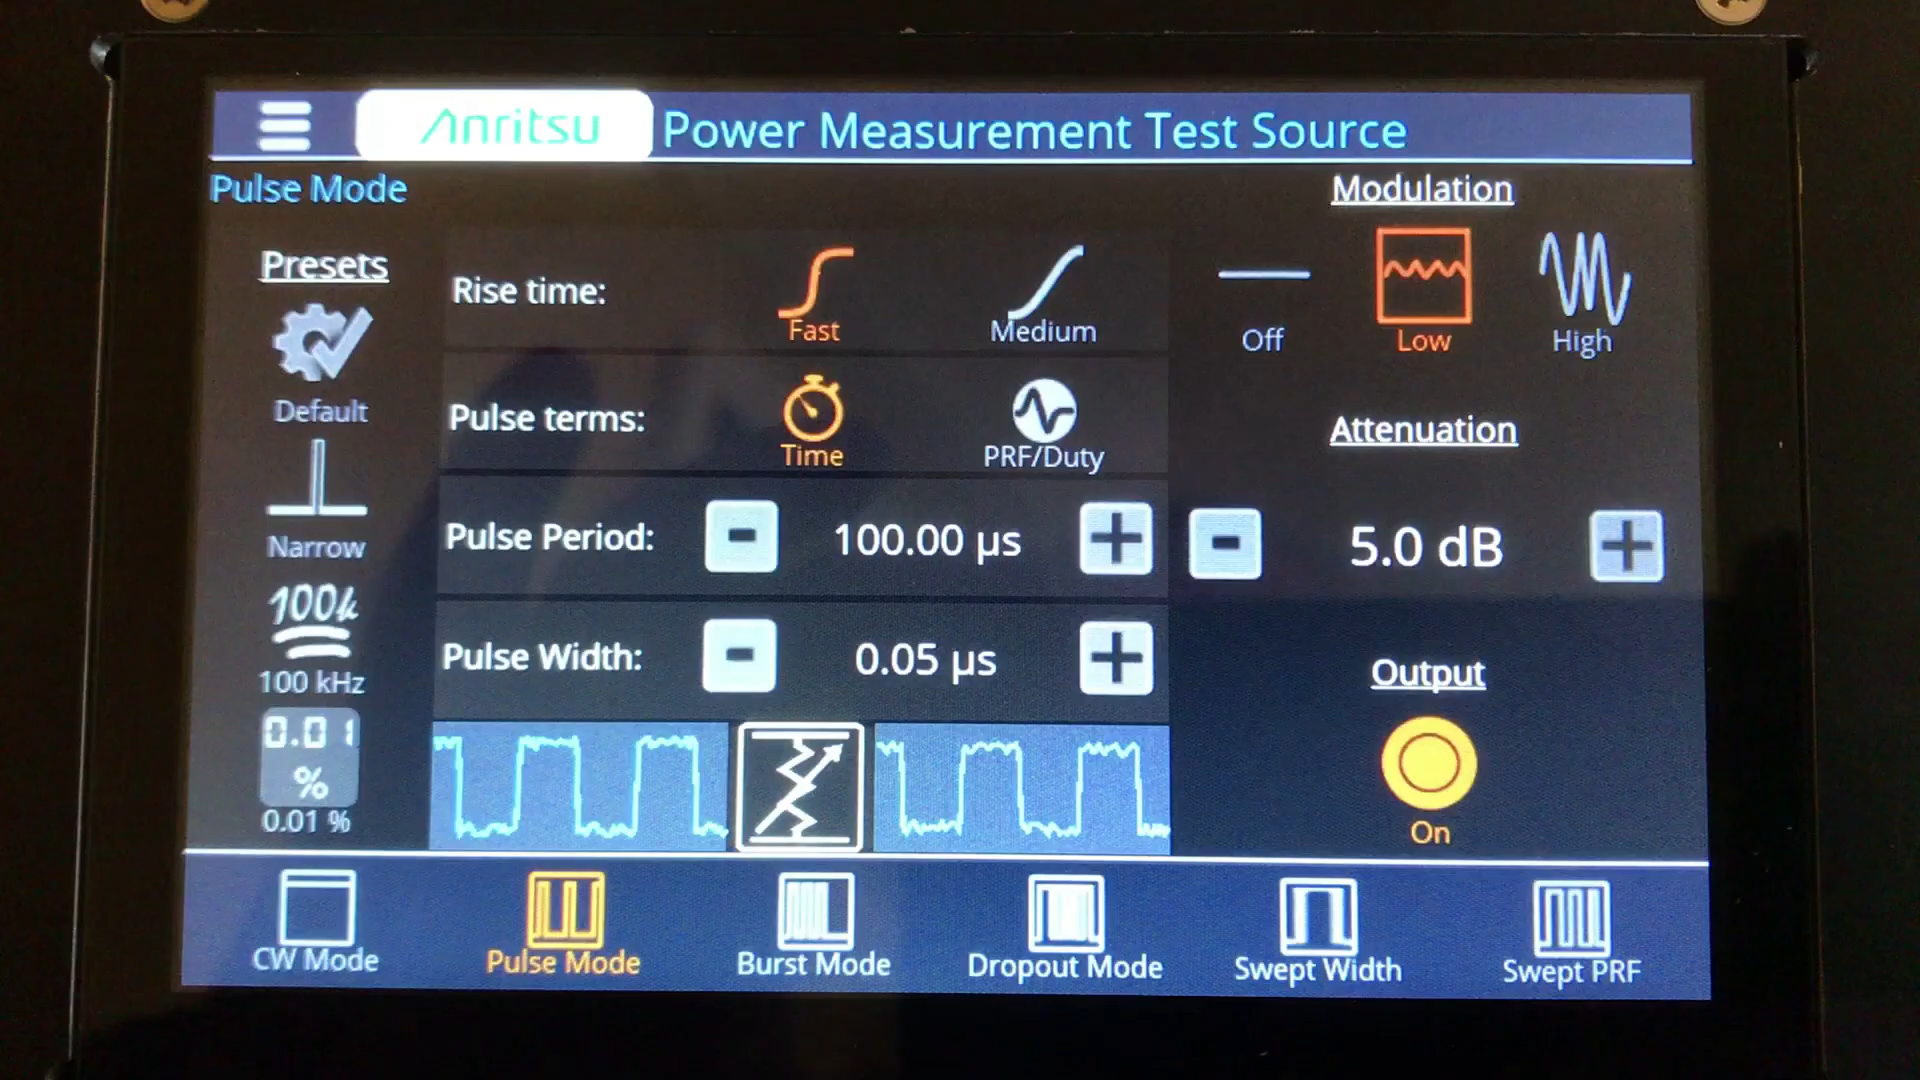 Anritsu Power Measurement Test Source
Pulse Mode
Presets
Default
Narrow
100k
100 kHz
0.01
%
0.01 %
Rise time:
Fast
Medium
Pulse terms:
Time
PRF/Duty
Pulse Period: - 100.00 µs +
Pulse Width: - 0.05 µs +
Modulation
Off
Low
High
Attenuation
- 5.0 dB +
Output
On
CW Mode
Pulse Mode
Burst Mode
Dropout Mode
Swept Width
Swept PRF